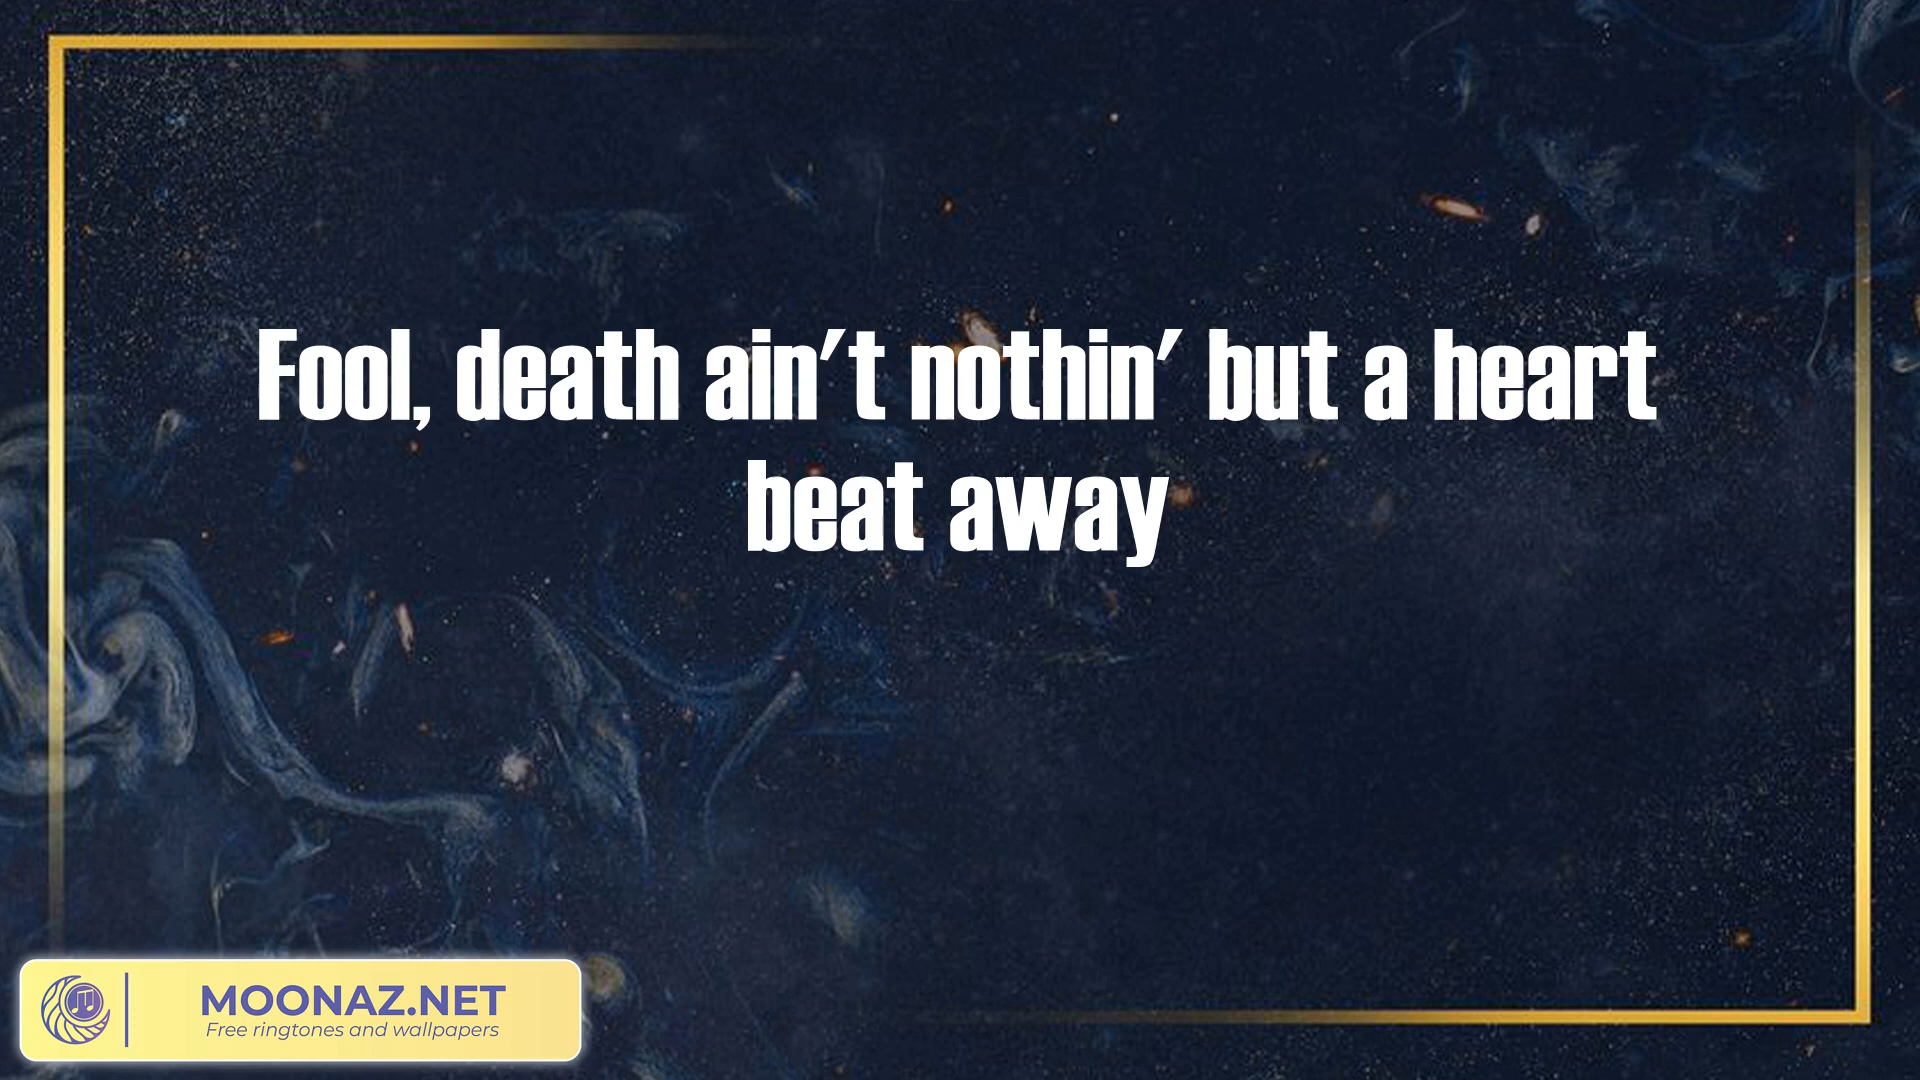 Fool, death ain't nothin' but a heart
beat away
MOONAZ.NET
Free ringtones and wallpapers